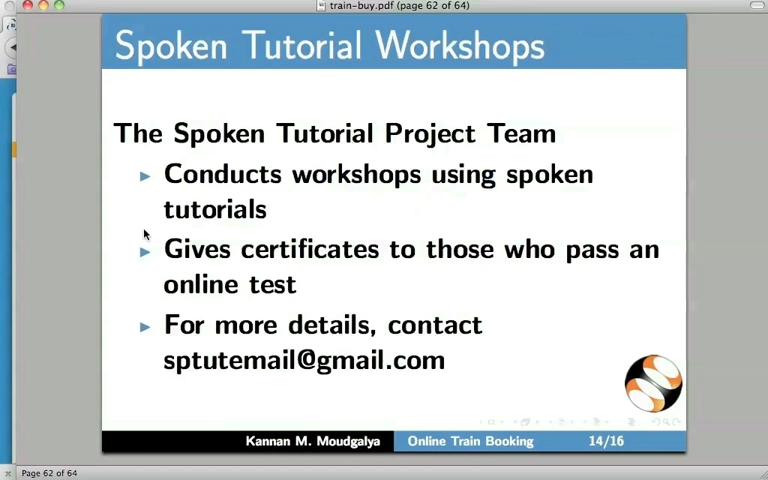 train-buy.pdf (page 62 of 64)
Spoken Tutorial Workshops
The Spoken Tutorial Project Team
Conducts workshops using spoken
tutorials
Gives certificates to those who pass an
online test
For more details, contact
sptutemail@gmail.com
Kannan M. Moudgalya Online Train Booking 14/16
Page 62 of 64